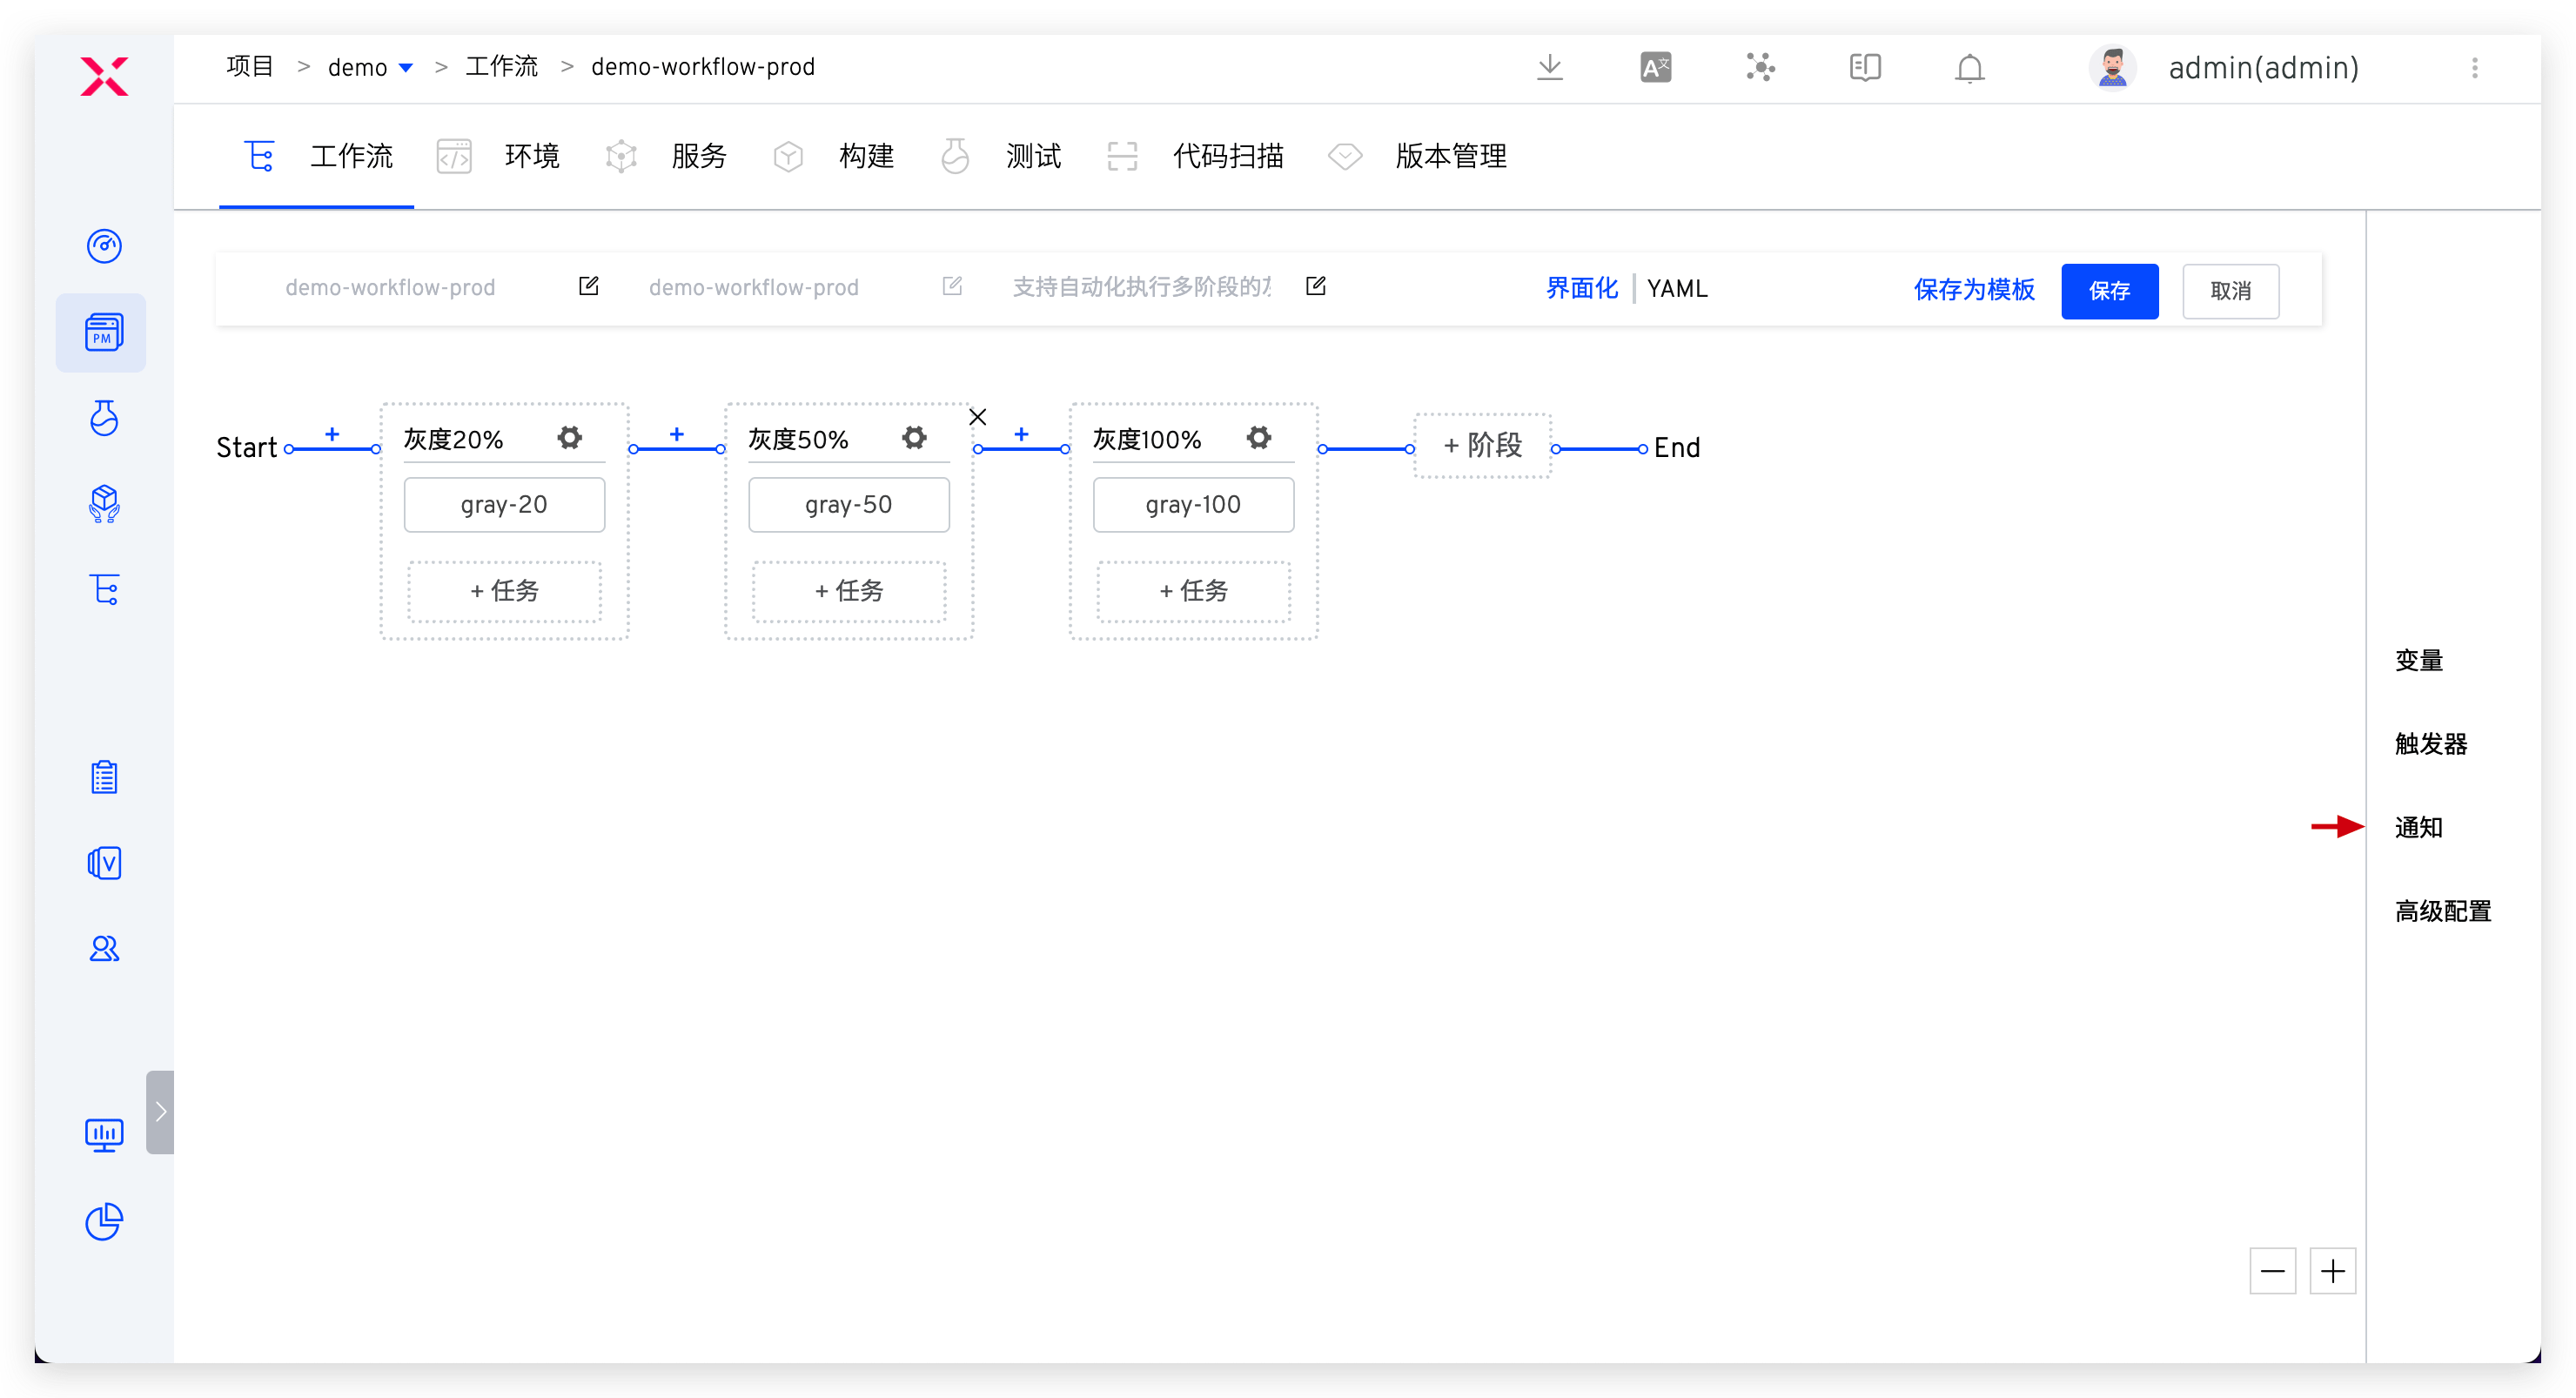 项目 > demo > 工作流 > demo-workflow-prod
admin(admin)
工作流 环境 服务 构建 测试 代码扫描 版本管理
demo-workflow-prod demo-workflow-prod 支持自动化执行多阶段的 界面化 | YAML 保存为模板 保存 取消
Start + 灰度20% + 灰度50% + 灰度100% + 阶段 End
gray-20 gray-50 gray-100
+ 任务 + 任务 + 任务
变量
触发器
通知
高级配置
PM
V